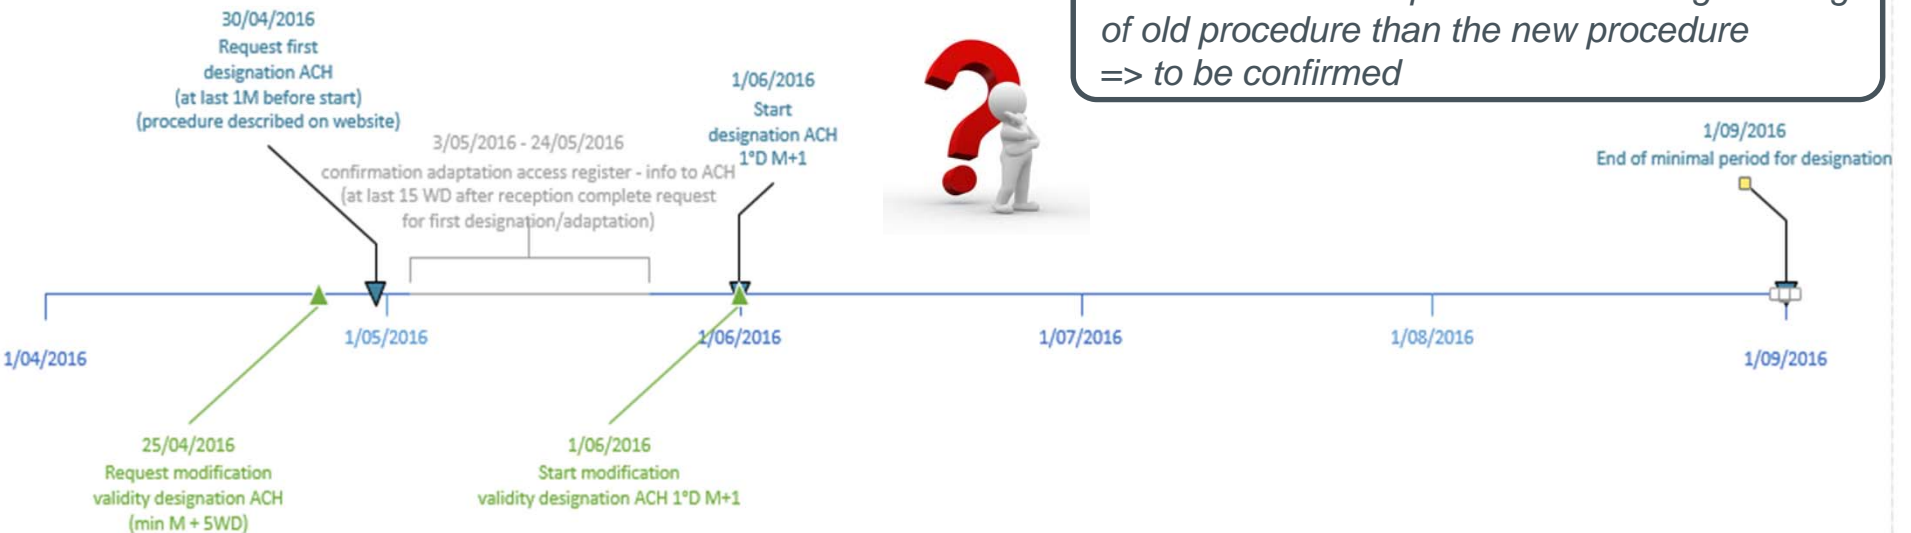 of old procedure than the new procedure
=> to be confirmed
30/04/2016
Request first
designation ACH
(at last 1M before start)
(procedure described on website)
3/05/2016 - 24/05/2016
confirmation adaptation access register - info to ACH
(at last 15 WD after reception complete request
for first designation/adaptation)
1/06/2016
Start
designation ACH
1°D M+1
1/09/2016
End of minimal period for designation
1/04/2016
1/05/2016
1/06/2016
1/07/2016
1/08/2016
1/09/2016
25/04/2016
Request modification
validity designation ACH
(min M + 5WD)
1/06/2016
Start modification
validity designation ACH 1°D M+1